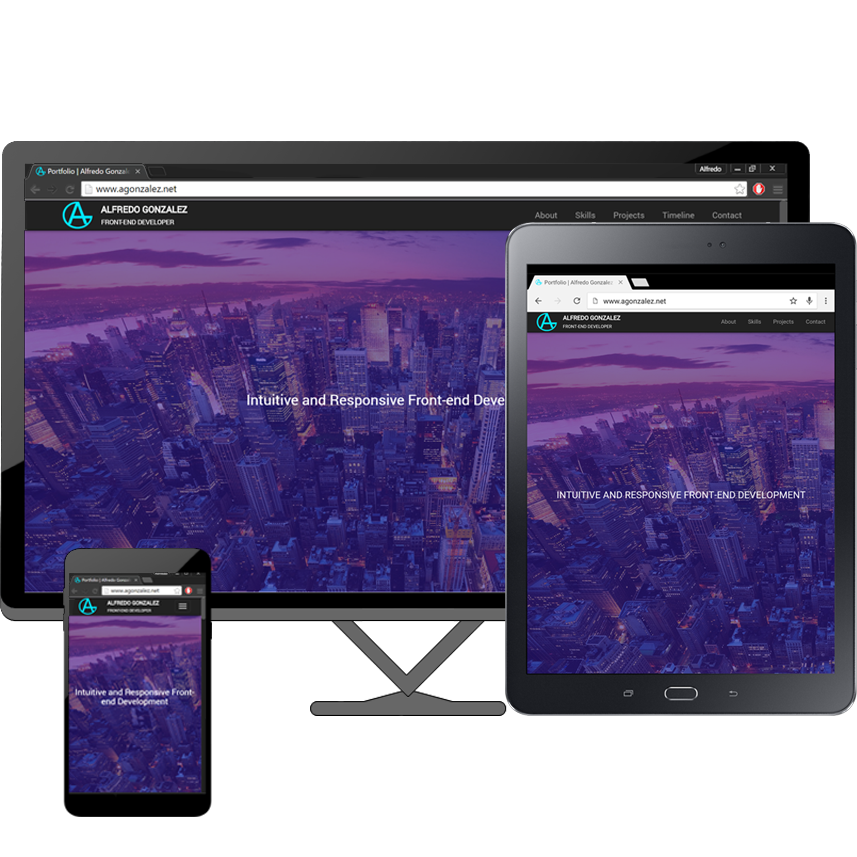 Portfolio | Alfredo Gonzal
Alfredo
www.agonzalez.net
ALFREDO GONZALEZ
FRONT-END DEVELOPER
About Skills Projects Timeline Contact
Intuitive and Responsive Front-end Deve
Portfolio | Alfredo Gonzalez
www.agonzalez.net
ALFREDO GONZALEZ
FRONT-END DEVELOPER
About Skills Projects Contact
INTUITIVE AND RESPONSIVE FRONT-END DEVELOPMENT
Portfolio | Alfredo Gonzal
www.agonzalez.net
ALFREDO GONZALEZ
FRONT-END DEVELOPER
Intuitive and Responsive Front-
end Development